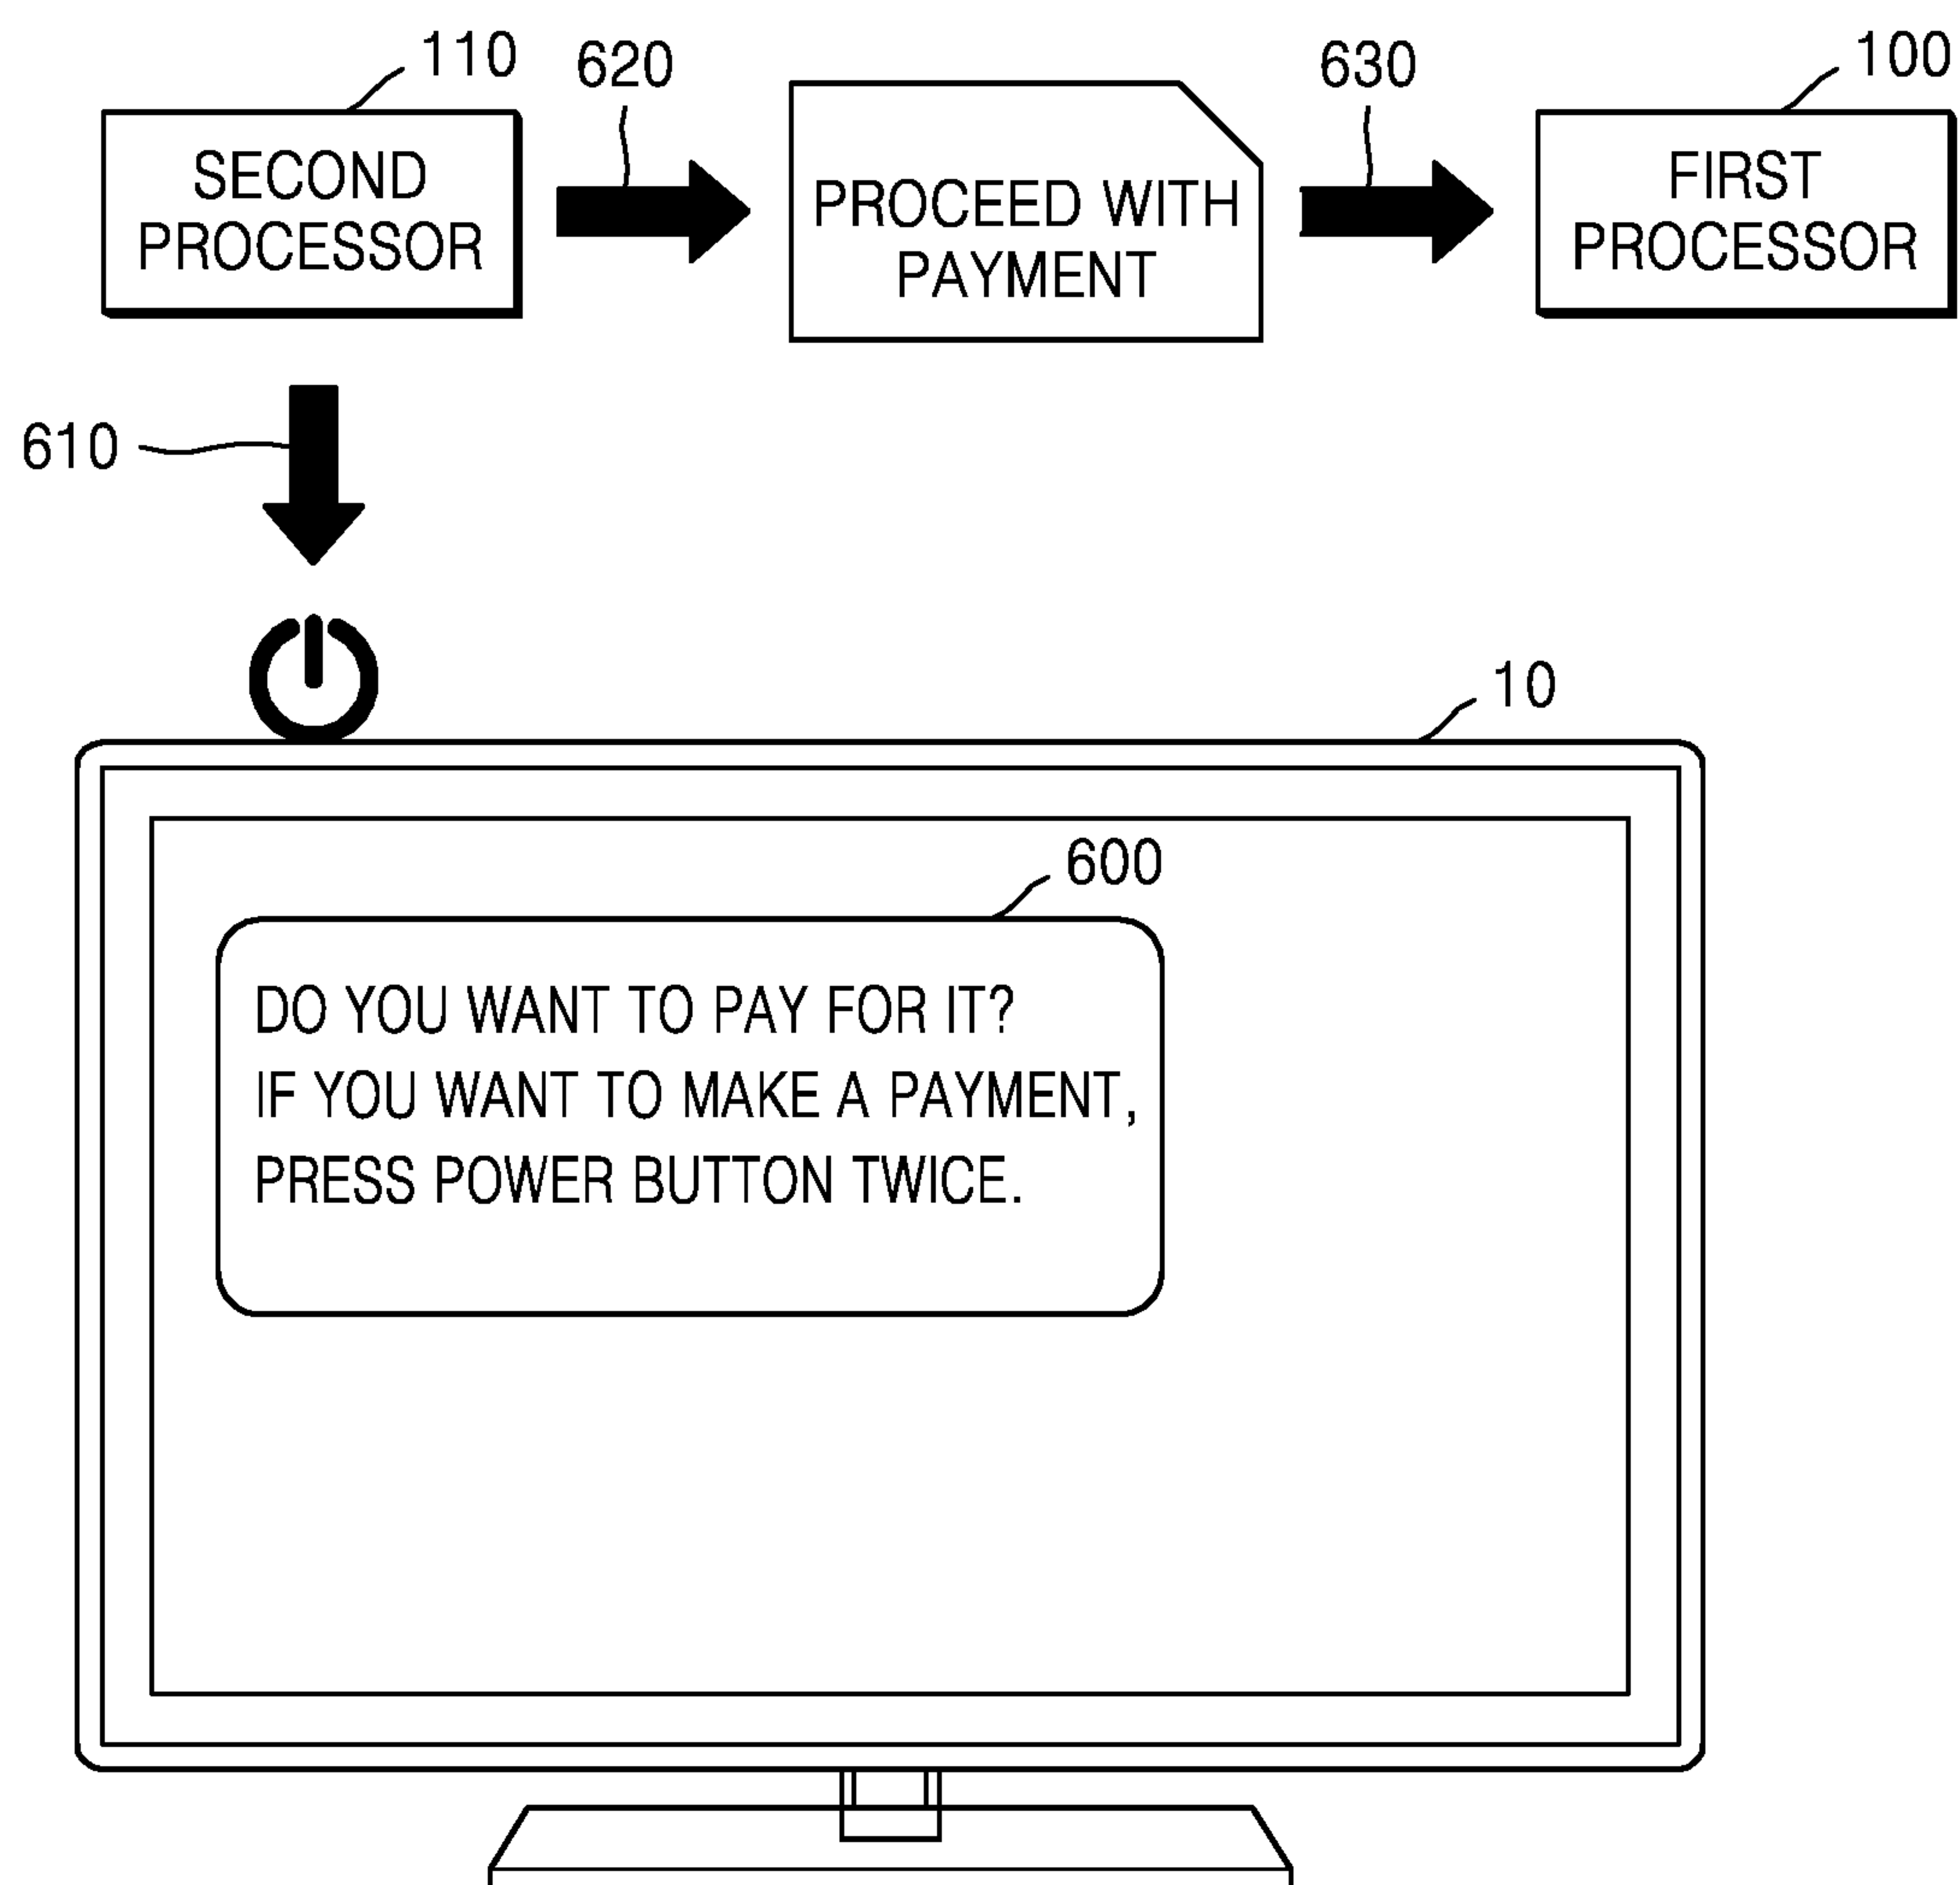 110
620
630
100
SECOND
PROCESSOR
PROCEED WITH
PAYMENT
FIRST
PROCESSOR
610
10
600
DO YOU WANT TO PAY FOR IT?
IF YOU WANT TO MAKE A PAYMENT,
PRESS POWER BUTTON TWICE.